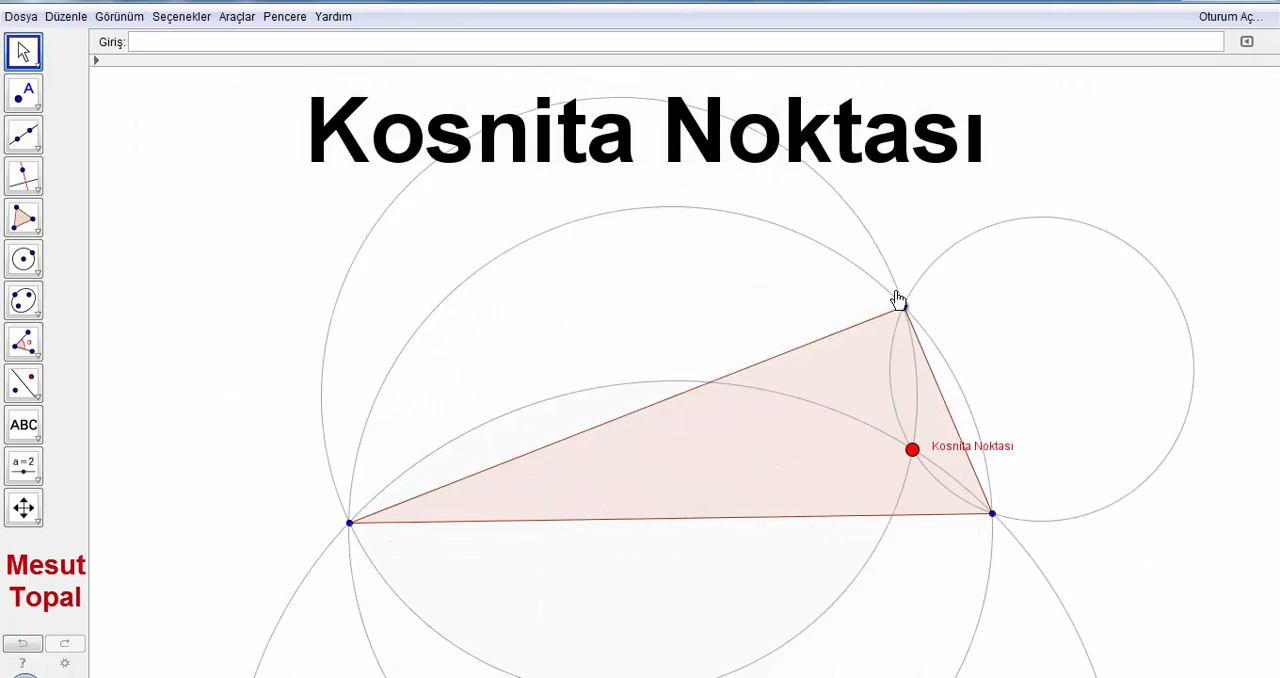 Dosya Düzenle Görünüm Seçenekler Araçlar Pencere Yardım Oturum Aç...
Giriş:
Kosnita Noktası
A
α
ABC
a=2
Kosnita Noktası
Mesut
Topal
?